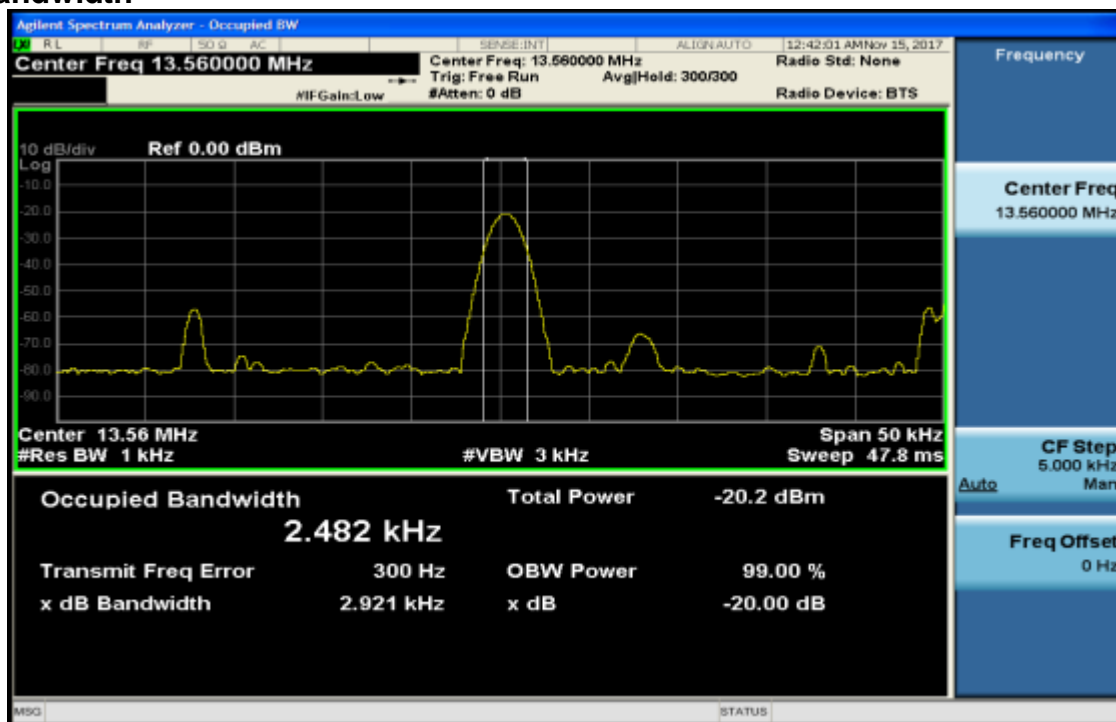 andwidth
Agilent Spectrum Analyzer - Occupied BW
RL RF 50 Ω AC SENSE:INT ALIGN AUTO 12:42:01 AM Nov 15, 2017
Center Freq 13.560000 MHz
Center Freq: 13.560000 MHz
Radio Std: None
Trig: Free Run Avg|Hold: 300/300
#IFGain:Low #Atten: 0 dB Radio Device: BTS
10 dB/div Ref 0.00 dBm
Log
-10.0
-20.0
-30.0
-40.0
-50.0
-60.0
-70.0
-80.0
-90.0
Center 13.56 MHz Span 50 kHz
#Res BW 1 kHz #VBW 3 kHz Sweep 47.8 ms
Occupied Bandwidth Total Power -20.2 dBm
2.482 kHz
Transmit Freq Error 300 Hz OBW Power 99.00 %
x dB Bandwidth 2.921 kHz x dB -20.00 dB
Frequency
Center Freq
13.560000 MHz
CF Step
5.000 kHz
Auto Man
Freq Offset
0 Hz
MSG STATUS